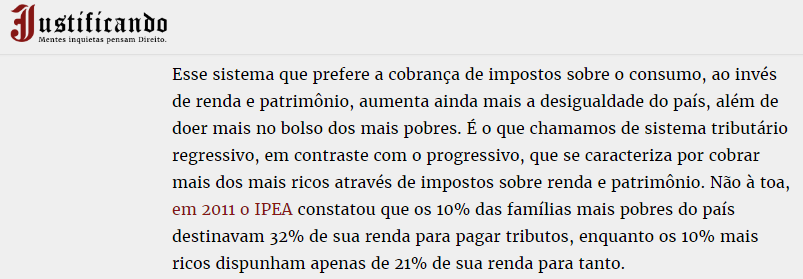 Justificando
Mentes inquietas pensam Direito.
Esse sistema que prefere a cobrança de impostos sobre o consumo, ao invés
de renda e patrimônio, aumenta ainda mais a desigualdade do país, além de
doer mais no bolso dos mais pobres. É o que chamamos de sistema tributário
regressivo, em contraste com o progressivo, que se caracteriza por cobrar
mais dos mais ricos através de impostos sobre renda e patrimônio. Não à toa,
em 2011 o IPEA constatou que os 10% das famílias mais pobres do país
destinavam 32% de sua renda para pagar tributos, enquanto os 10% mais
ricos dispunham apenas de 21% de sua renda para tanto.